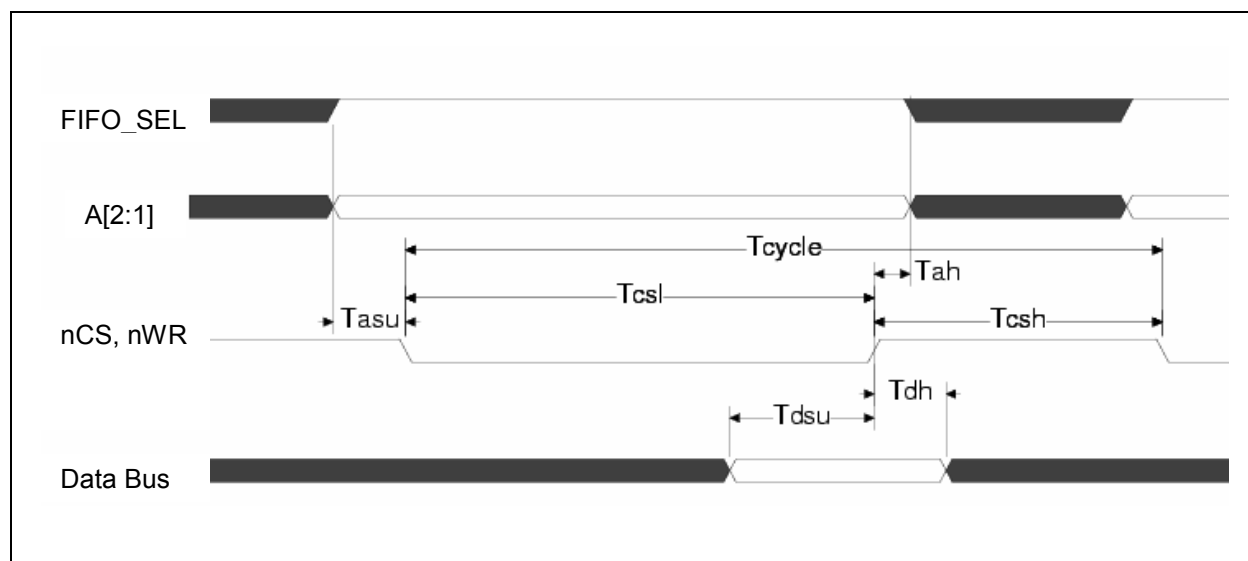 FIFO_SEL
A[2:1]
Tcycle
Tah
Tcsl
Tasu
Tcsh
nCS, nWR
Tdh
Tdsu
Data Bus